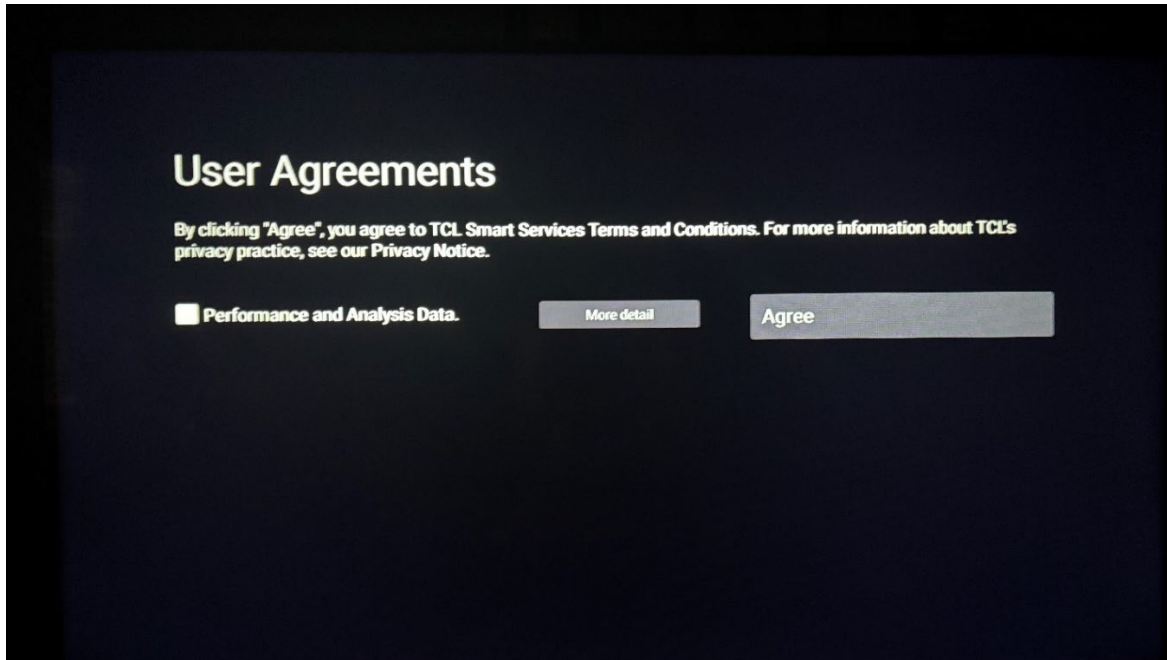 User Agreements
By clicking "Agree", you agree to TCL Smart Services Terms and Conditions. For more information about TCL's
privacy practice, see our Privacy Notice.
Performance and Analysis Data.
More detail
Agree